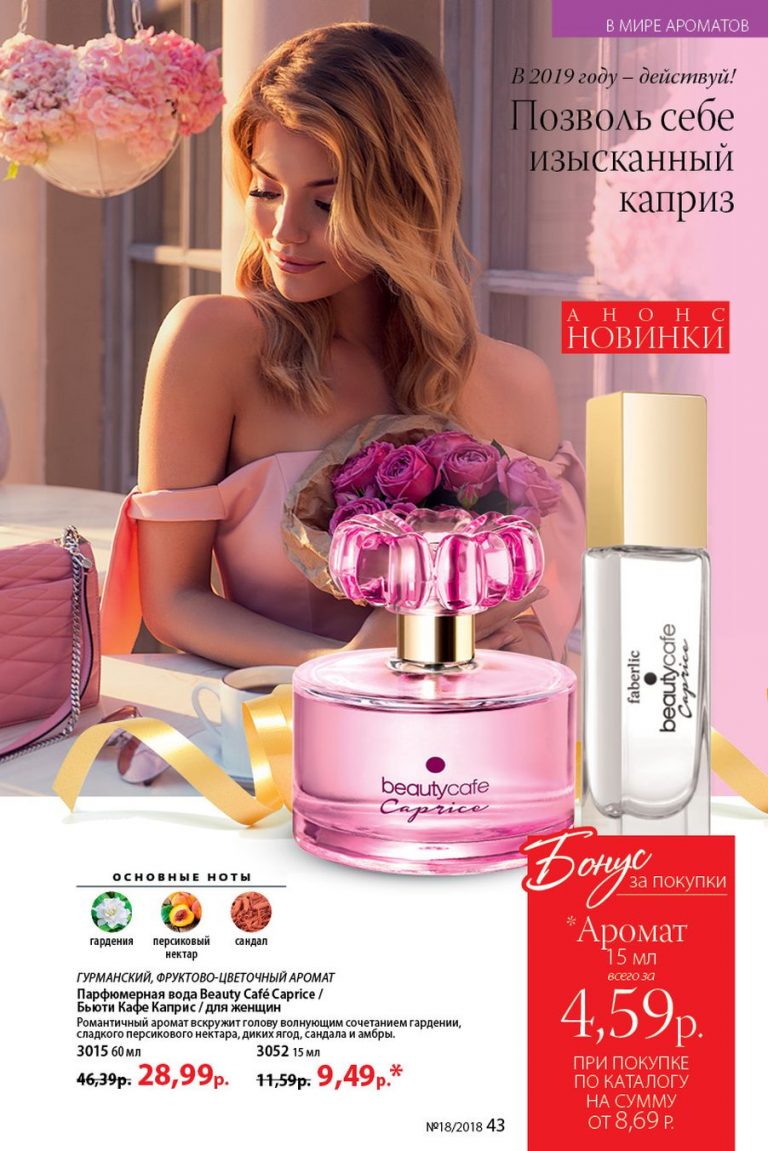 В МИРЕ АРОМАТОВ
В 2019 году – действуй!
Позволь себе
изысканный
каприз
АНОНС
НОВИНКИ
faberlic
beautycafe
Caprice
beautycafe
Caprice
ОСНОВНЫЕ НОТЫ
гардения
персиковый
нектар
сандал
ГУРМАНСКИЙ, ФРУКТОВО-ЦВЕТОЧНЫЙ АРОМАТ
Парфюмерная вода Beauty Café Caprice /
Бьюти Кафе Каприс / для женщин
Романтичный аромат вскружит голову волнующим сочетанием гардении,
сладкого персикового нектара, диких ягод, сандала и амбры.
3015 60 мл 3052 15 мл
46,39р. 28,99р. 11,59р. 9,49р.*
Бонус
за покупки
*Аромат
15 мл
всего за
4,59р.
ПРИ ПОКУПКЕ
ПО КАТАЛОГУ
НА СУММУ
ОТ 8,69 Р.
№18/2018 43